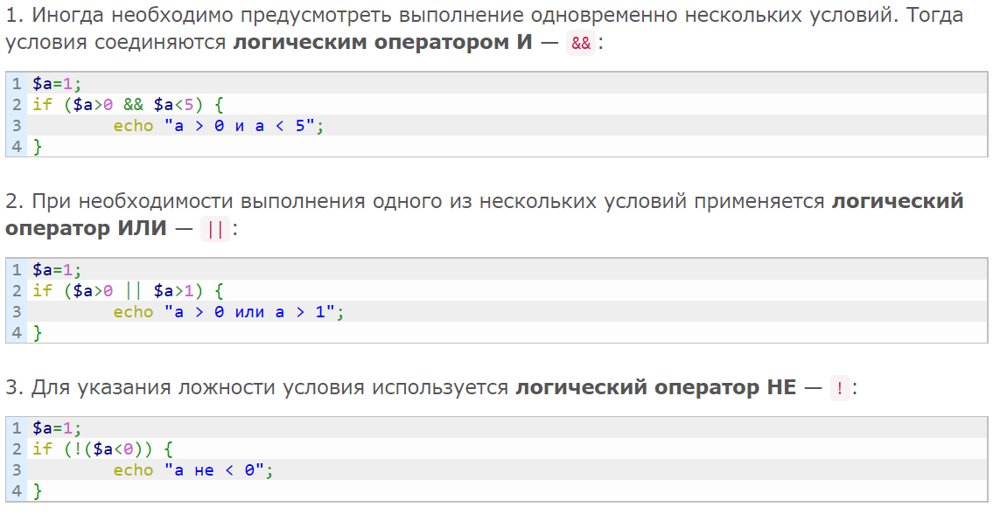 1. Иногда необходимо предусмотреть выполнение одновременно нескольких условий. Тогда
условия соединяются логическим оператором И — && :
1 $a=1;
2 if ($a>0 && $a<5) {
3         echo "a > 0 и a < 5";
4 }
2. При необходимости выполнения одного из нескольких условий применяется логический
оператор ИЛИ — || :
1 $a=1;
2 if ($a>0 || $a>1) {
3         echo "a > 0 или a > 1";
4 }
3. Для указания ложности условия используется логический оператор НЕ — ! :
1 $a=1;
2 if (!($a<0)) {
3         echo "a не < 0";
4 }